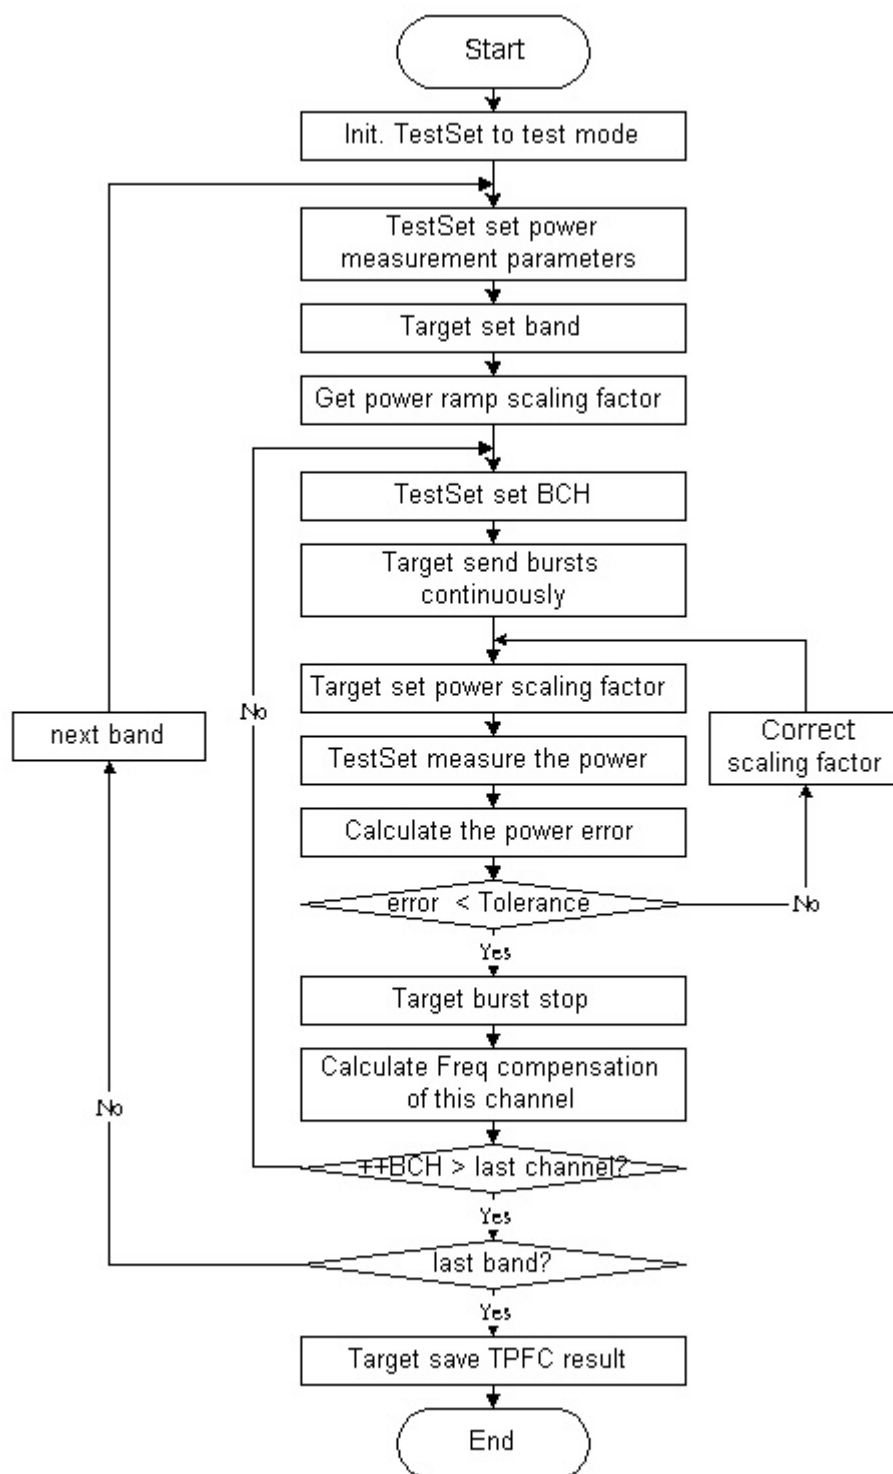 Start
Init. TestSet to test mode
TestSet set power
measurement parameters
Target set band
Get power ramp scaling factor
TestSet set BCH
Target send bursts
continuously
Target set power scaling factor
No
next band
Correct
scaling factor
TestSet measure the power
Calculate the power error
error < Tolerance
No
Yes
Target burst stop
Calculate Freq compensation
of this channel
No
++BCH > last channel?
Yes
last band?
Yes
Target save TPFC result
End